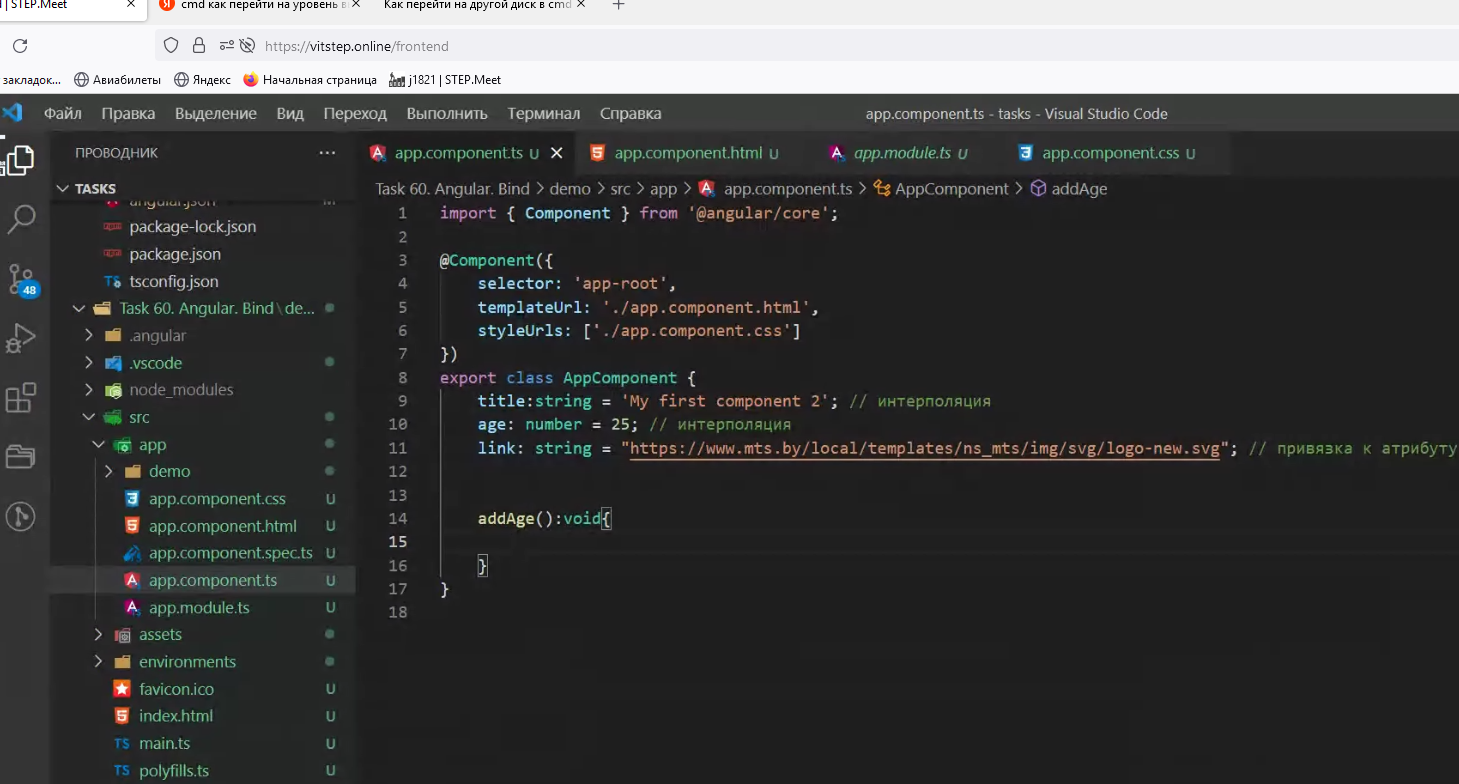 | STEP.Meet
cmd как перейти на уровень в
Как перейти на другой диск в cmd
https://vitstep.online/frontend
закладок...
Авиабилеты
Яндекс
Начальная страница
j1821 | STEP.Meet
Файл Правка Выделение Вид Переход Выполнить Терминал Справка
app.component.ts - tasks - Visual Studio Code
ПРОВОДНИК
...
app.component.ts U
app.component.html U
app.module.ts U
app.component.css U
TASKS
Task 60. Angular. Bind > demo > src > app > app.component.ts > AppComponent > addAge
angular.json M
package-lock.json
package.json
tsconfig.json
48
Task 60. Angular. Bind \ de...
.angular
.vscode
node_modules
src
app
demo
app.component.css U
app.component.html U
app.component.spec.ts U
app.component.ts U
app.module.ts U
assets
environments
favicon.ico U
index.html U
main.ts U
polyfills.ts U
1 import { Component } from '@angular/core';
2
3 @Component({
4 selector: 'app-root',
5 templateUrl: './app.component.html',
6 styleUrls: ['./app.component.css']
7 })
8 export class AppComponent {
9 title:string = 'My first component 2'; // интерполяция
10 age: number = 25; // интерполяция
11 link: string = "https://www.mts.by/local/templates/ns_mts/img/svg/logo-new.svg"; // привязка к атрибуту
12
13
14 addAge():void{
15
16 }
17 }
18